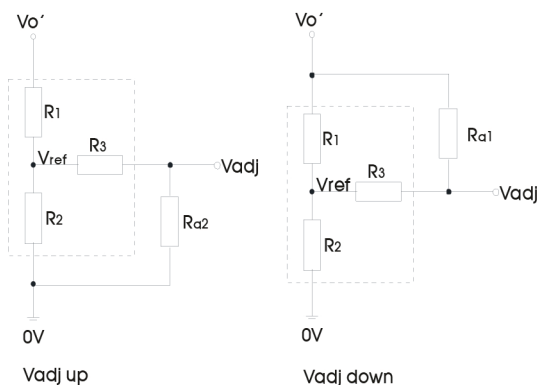 Vo´
R1
R3
Vref
Vadj
R2
Ra2
0V
Vadj up
Vo´
R1
Ra1
R3
Vref
Vadj
R2
0V
Vadj down